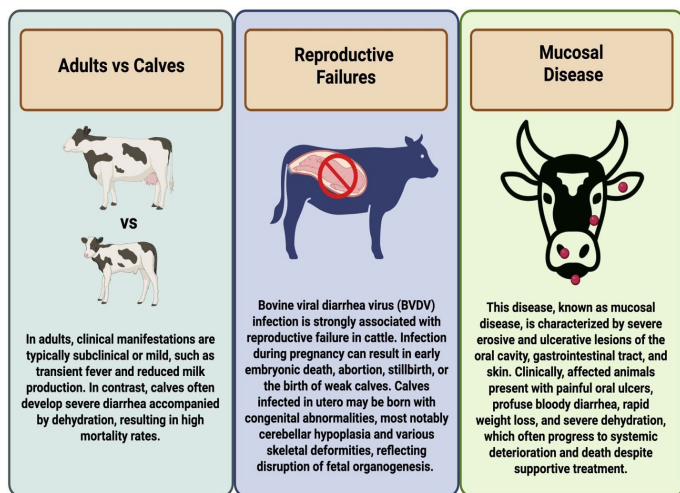 Adults vs Calves
vs
In adults, clinical manifestations are
typically subclinical or mild, such as
transient fever and reduced milk
production. In contrast, calves often
develop severe diarrhea accompanied
by dehydration, resulting in high
mortality rates.
Reproductive
Failures
Bovine viral diarrhea virus (BVDV)
infection is strongly associated with
reproductive failure in cattle. Infection
during pregnancy can result in early
embryonic death, abortion, stillbirth, or
the birth of weak calves. Calves
infected in utero may be born with
congenital abnormalities, most notably
cerebellar hypoplasia and various
skeletal deformities, reflecting
disruption of fetal organogenesis.
Mucosal
Disease
This disease, known as mucosal
disease, is characterized by severe
erosive and ulcerative lesions of the
oral cavity, gastrointestinal tract, and
skin. Clinically, affected animals
present with painful oral ulcers,
profuse bloody diarrhea, rapid
weight loss, and severe dehydration,
which often progress to systemic
deterioration and death despite
supportive treatment.